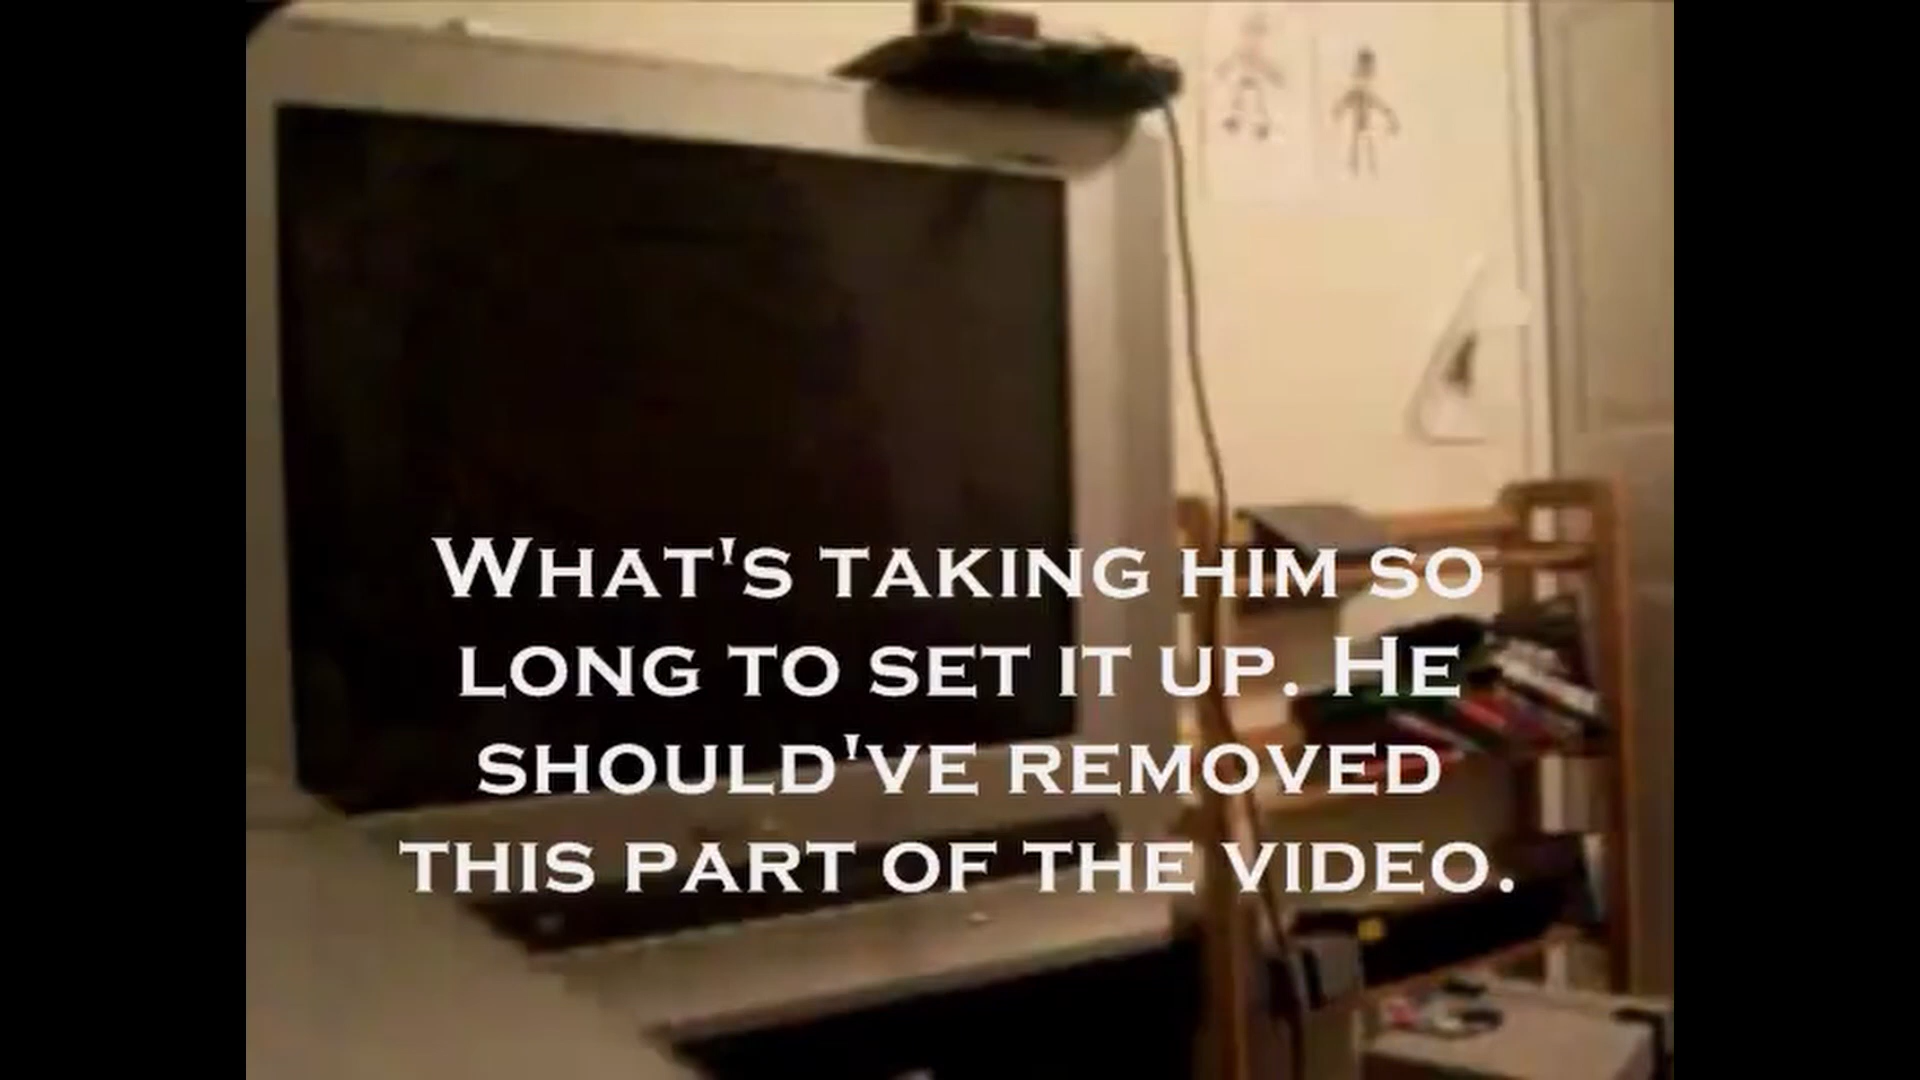 What's taking him so
long to set it up. He
should've removed
this part of the video.